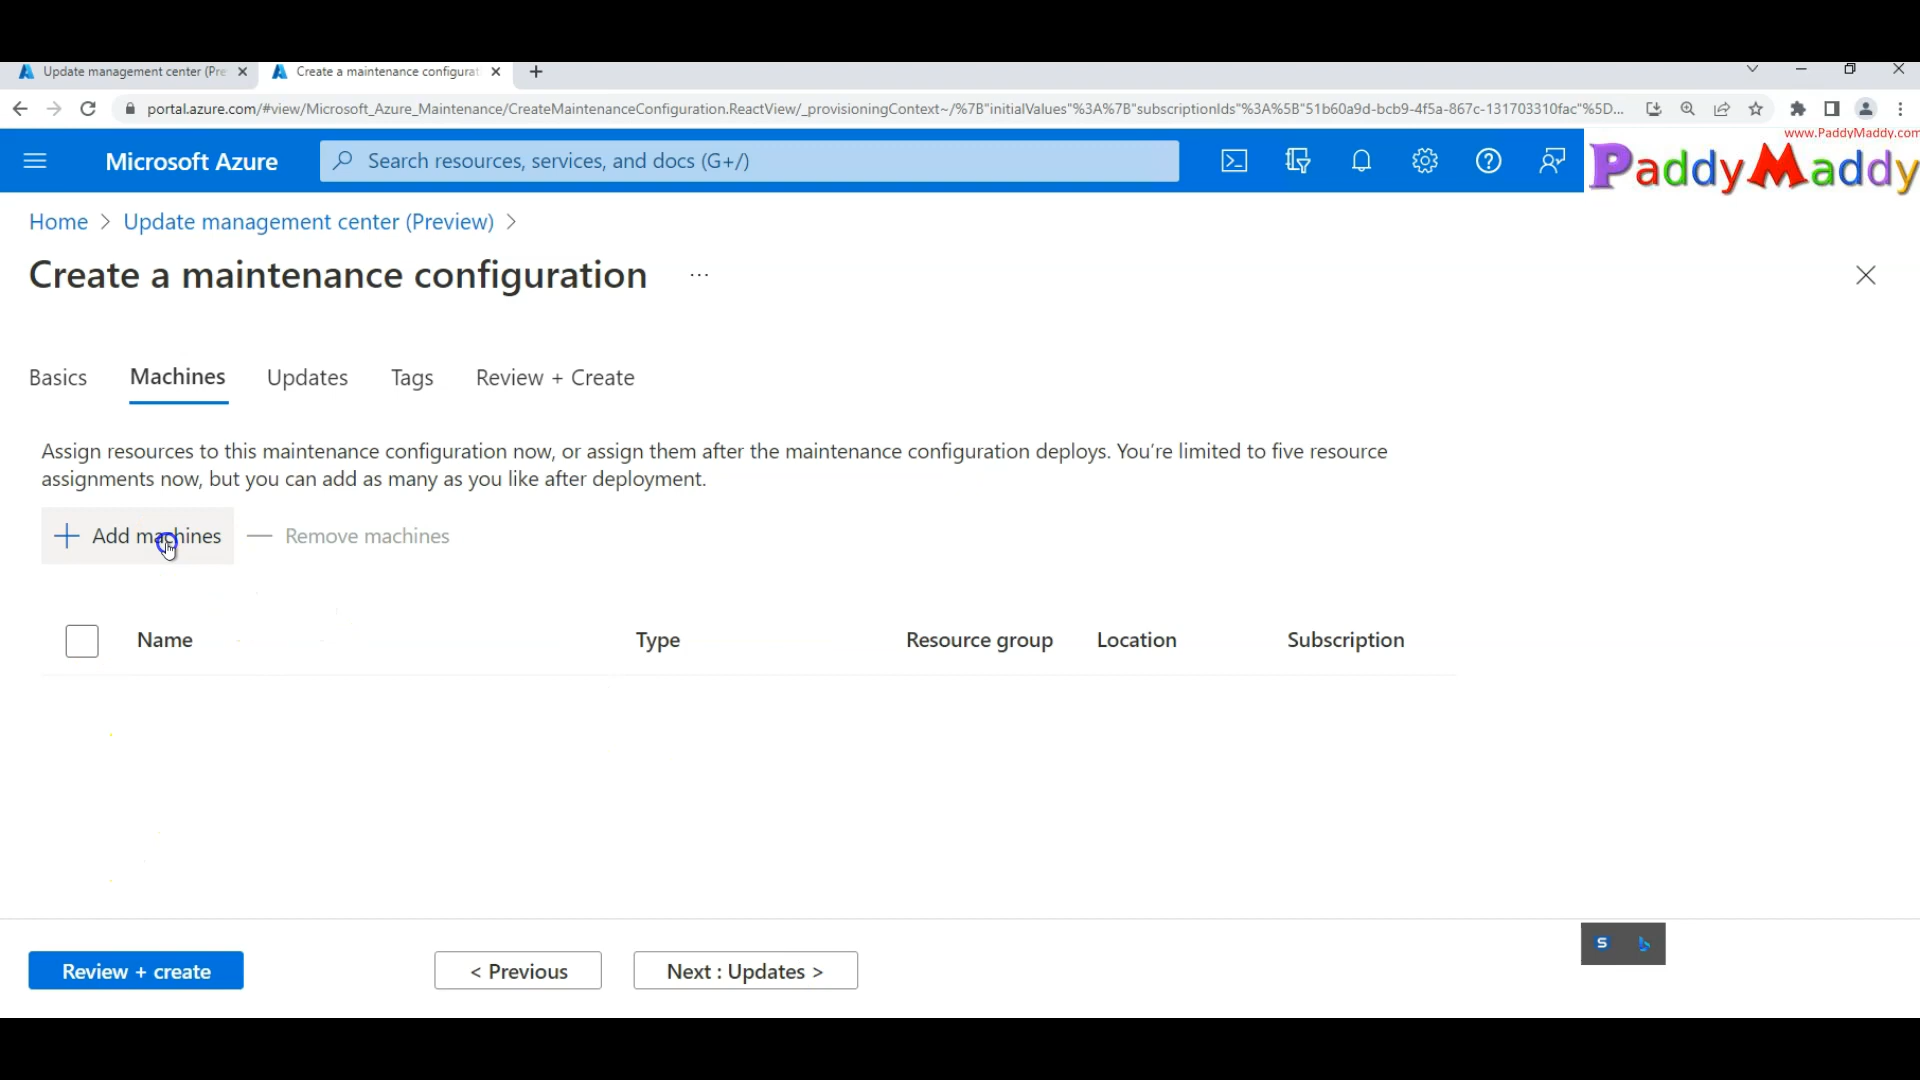 Update management center (Pre
Create a maintenance configurat
portal.azure.com/#view/Microsoft_Azure_Maintenance/CreateMaintenanceConfiguration.ReactView/_provisioningContext~/%7B"initialValues"%3A%7B"subscriptionIds"%3A%5B"51b60a9d-bcb9-4f5a-867c-131703310fac"%5D...
www.PaddyMaddy.com
Microsoft Azure
Search resources, services, and docs (G+/)
PaddyMaddy
Home > Update management center (Preview) >
Create a maintenance configuration ...
Basics Machines Updates Tags Review + Create
Assign resources to this maintenance configuration now, or assign them after the maintenance configuration deploys. You're limited to five resource
assignments now, but you can add as many as you like after deployment.
+ Add machines — Remove machines
Name Type Resource group Location Subscription
S
Review + create < Previous Next : Updates >